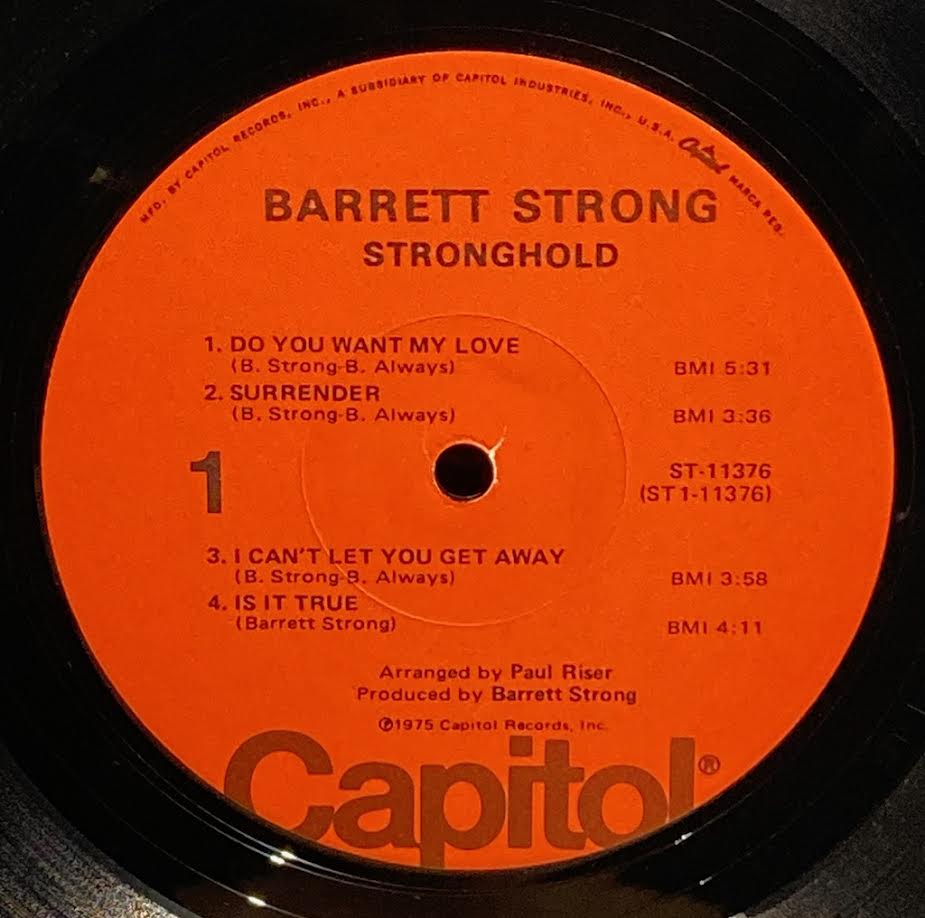 MFD. BY CAPITOL RECORDS, INC., A SUBSIDIARY OF CAPITOL INDUSTRIES, INC., U.S.A. Capitol MARCA REG.
BARRETT STRONG
STRONGHOLD
1. DO YOU WANT MY LOVE
(B. Strong-B. Always) BMI 5:31
2. SURRENDER
(B. Strong-B. Always) BMI 3:36
1
ST-11376
(ST1-11376)
3. I CAN'T LET YOU GET AWAY
(B. Strong-B. Always) BMI 3:58
4. IS IT TRUE
(Barrett Strong) BMI 4:11
Arranged by Paul Riser
Produced by Barrett Strong
℗1975 Capitol Records, Inc.
Capitol®